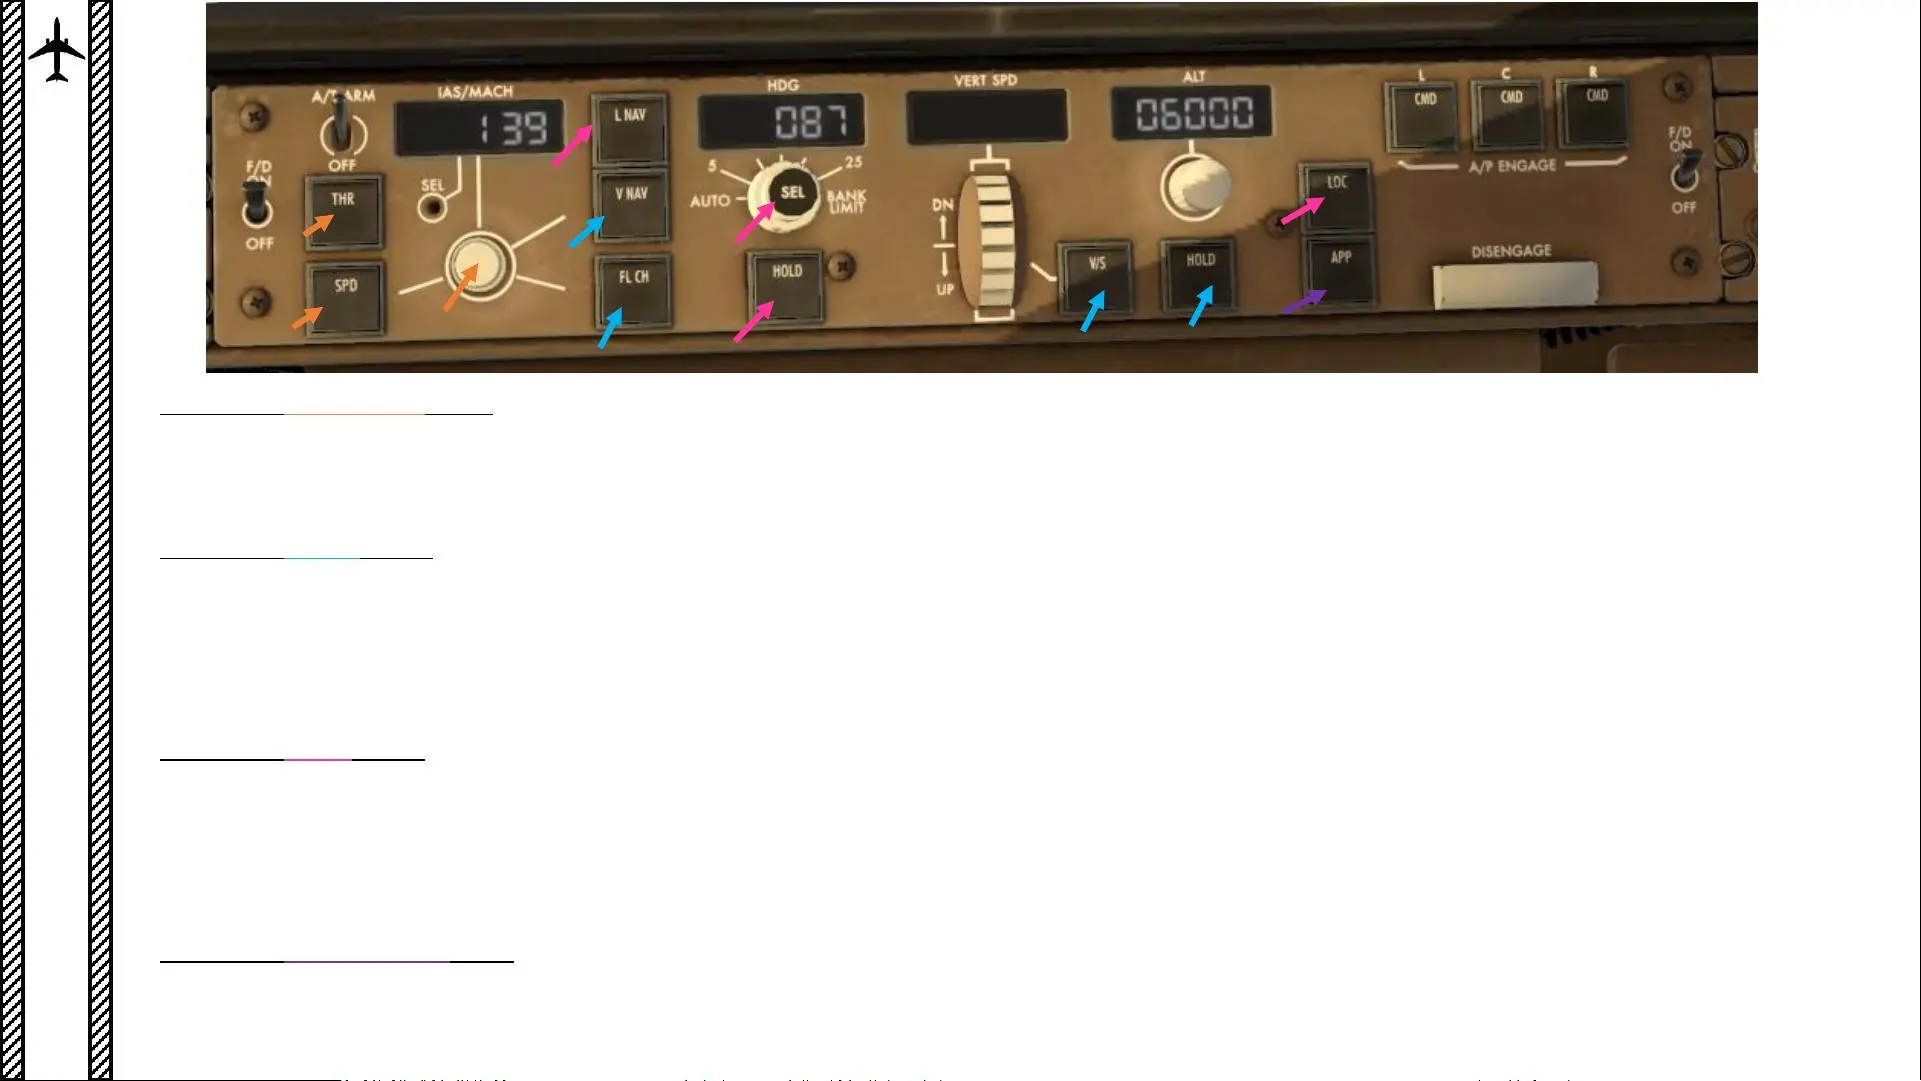 A/T ARM
OFF
F/D
ON
OFF
THR
SPD
IAS/MACH
139
SEL
L NAV
V NAV
FL CH
HDG
087
5
25
AUTO
SEL
BANK
LIMIT
HOLD
VERT SPD
DN
UP
V/S
ALT
06000
HOLD
LOC
APP
L C R
CMD CMD CMD
A/P ENGAGE
DISENGAGE
F/D
ON
OFF